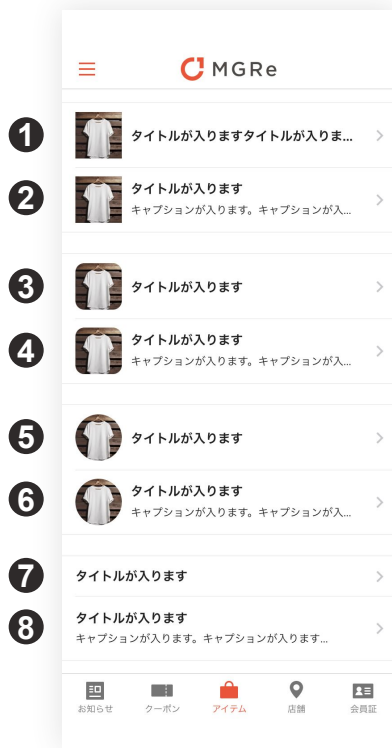 MGRe
1
タイトルが入りますタイトルが入りま...
2
タイトルが入ります
キャプションが入ります。キャプションが入...
3
タイトルが入ります
4
タイトルが入ります
キャプションが入ります。キャプションが入...
5
タイトルが入ります
6
タイトルが入ります
キャプションが入ります。キャプションが入...
7
タイトルが入ります
8
タイトルが入ります
キャプションが入ります。キャプションが入ります...
お知らせ クーポン アイテム 店舗 会員証